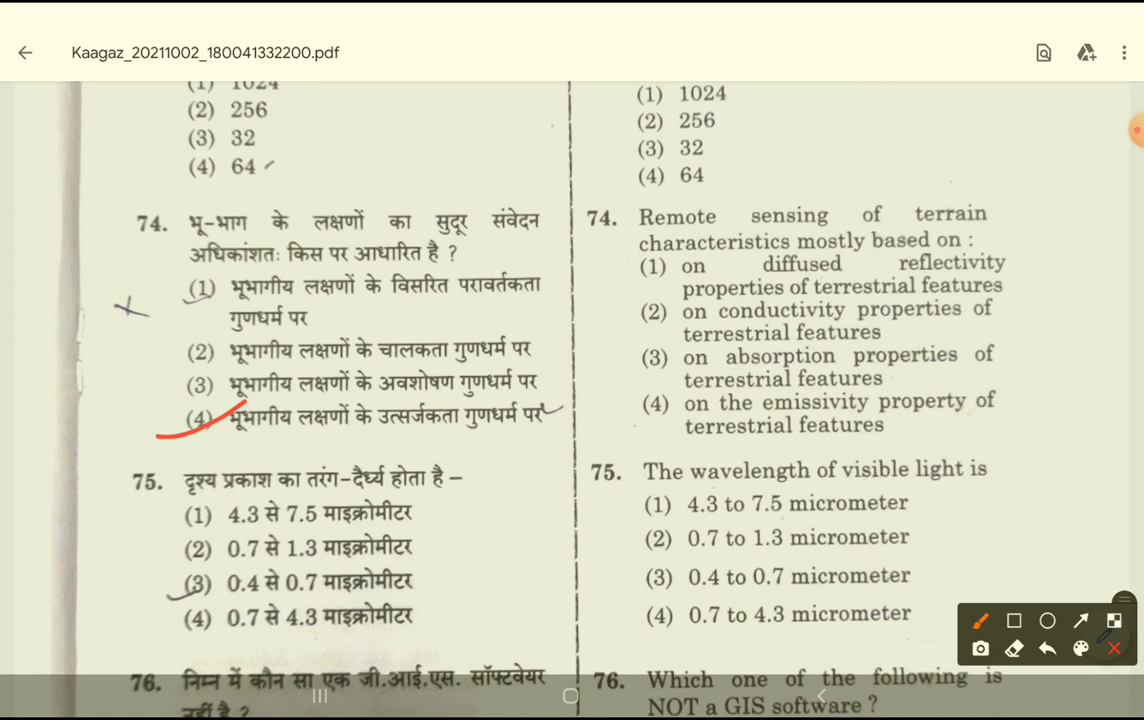 Kaagaz_20211002_180041332200.pdf
(1) 1024
(2) 256
(3) 32
(4) 64
74. भू-भाग के लक्षणों का सुदूर संवेदन
अधिकांशतः किस पर आधारित है ?
(1) भूभागीय लक्षणों के विसरित परावर्तकता
गुणधर्म पर
(2) भूभागीय लक्षणों के चालकता गुणधर्म पर
(3) भूभागीय लक्षणों के अवशोषण गुणधर्म पर
(4) भूभागीय लक्षणों के उत्सर्जकता गुणधर्म पर
75. दृश्य प्रकाश का तरंग-दैर्ध्य होता है –
(1) 4.3 से 7.5 माइक्रोमीटर
(2) 0.7 से 1.3 माइक्रोमीटर
(3) 0.4 से 0.7 माइक्रोमीटर
(4) 0.7 से 4.3 माइक्रोमीटर
76. निम्न में कौन सा एक जी.आई.एस. सॉफ्टवेयर
नहीं है ?
(1) 1024
(2) 256
(3) 32
(4) 64
74. Remote sensing of terrain
characteristics mostly based on :
(1) on diffused reflectivity
properties of terrestrial features
(2) on conductivity properties of
terrestrial features
(3) on absorption properties of
terrestrial features
(4) on the emissivity property of
terrestrial features
75. The wavelength of visible light is
(1) 4.3 to 7.5 micrometer
(2) 0.7 to 1.3 micrometer
(3) 0.4 to 0.7 micrometer
(4) 0.7 to 4.3 micrometer
76. Which one of the following is
NOT a GIS software ?